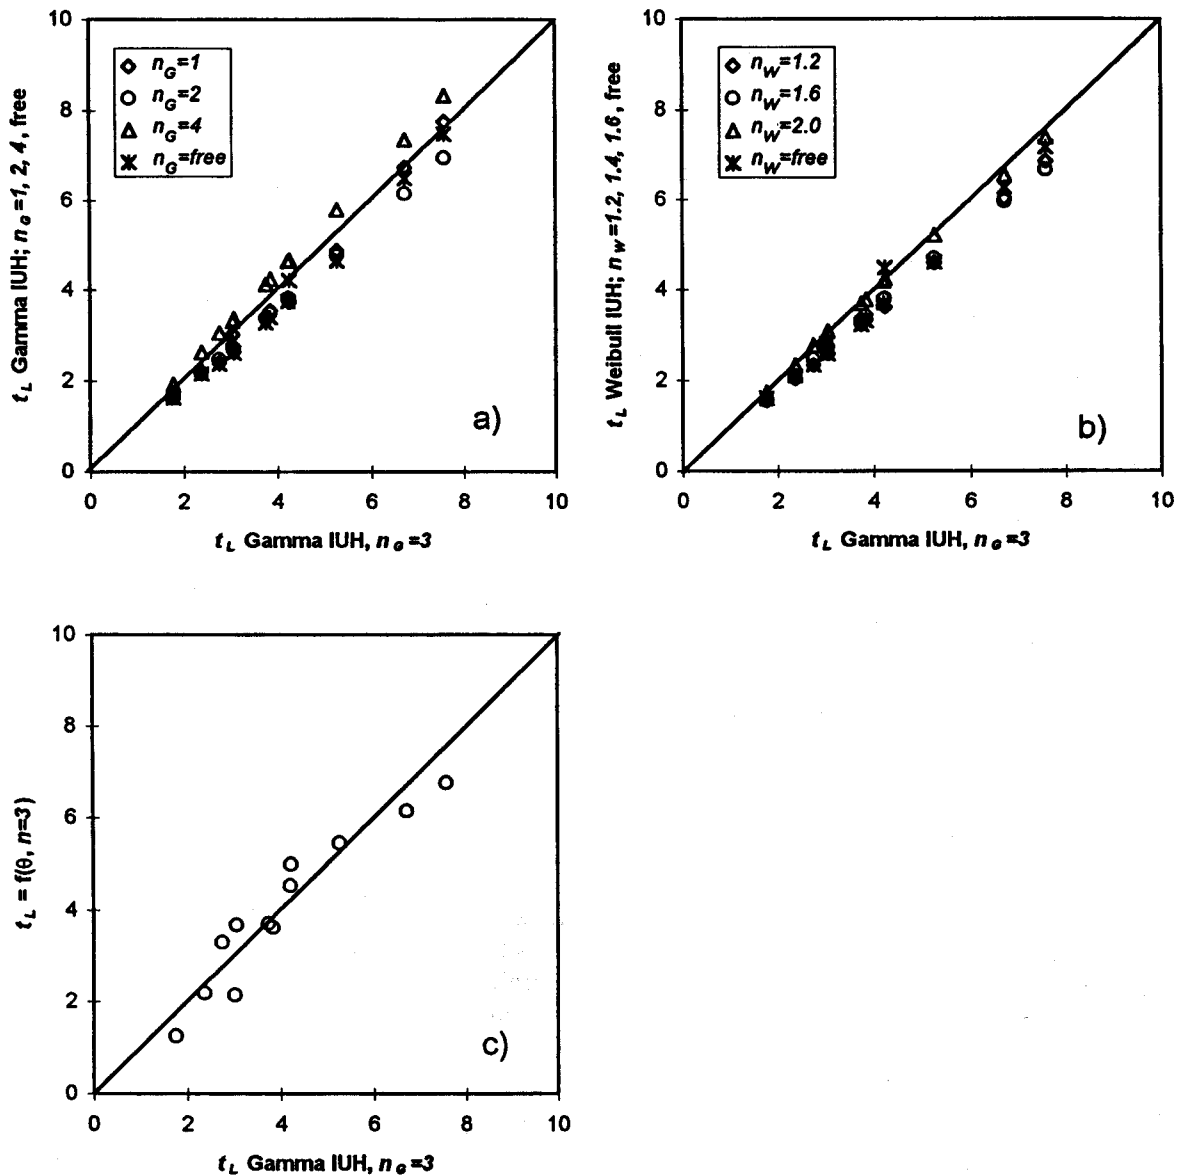 t_L Gamma IUH; n_G=1, 2, 4, free
10
8
6
4
2
0
n_G=1
n_G=2
n_G=4
n_G=free
a)
0 2 4 6 8 10
t_L Gamma IUH, n_G=3
t_L Weibull IUH; n_W=1.2, 1.4, 1.6, free
10
8
6
4
2
0
n_W=1.2
n_W=1.6
n_W=2.0
n_W=free
b)
0 2 4 6 8 10
t_L Gamma IUH, n_G=3
t_L = f(θ, n=3)
10
8
6
4
2
0
c)
0 2 4 6 8 10
t_L Gamma IUH, n_G=3